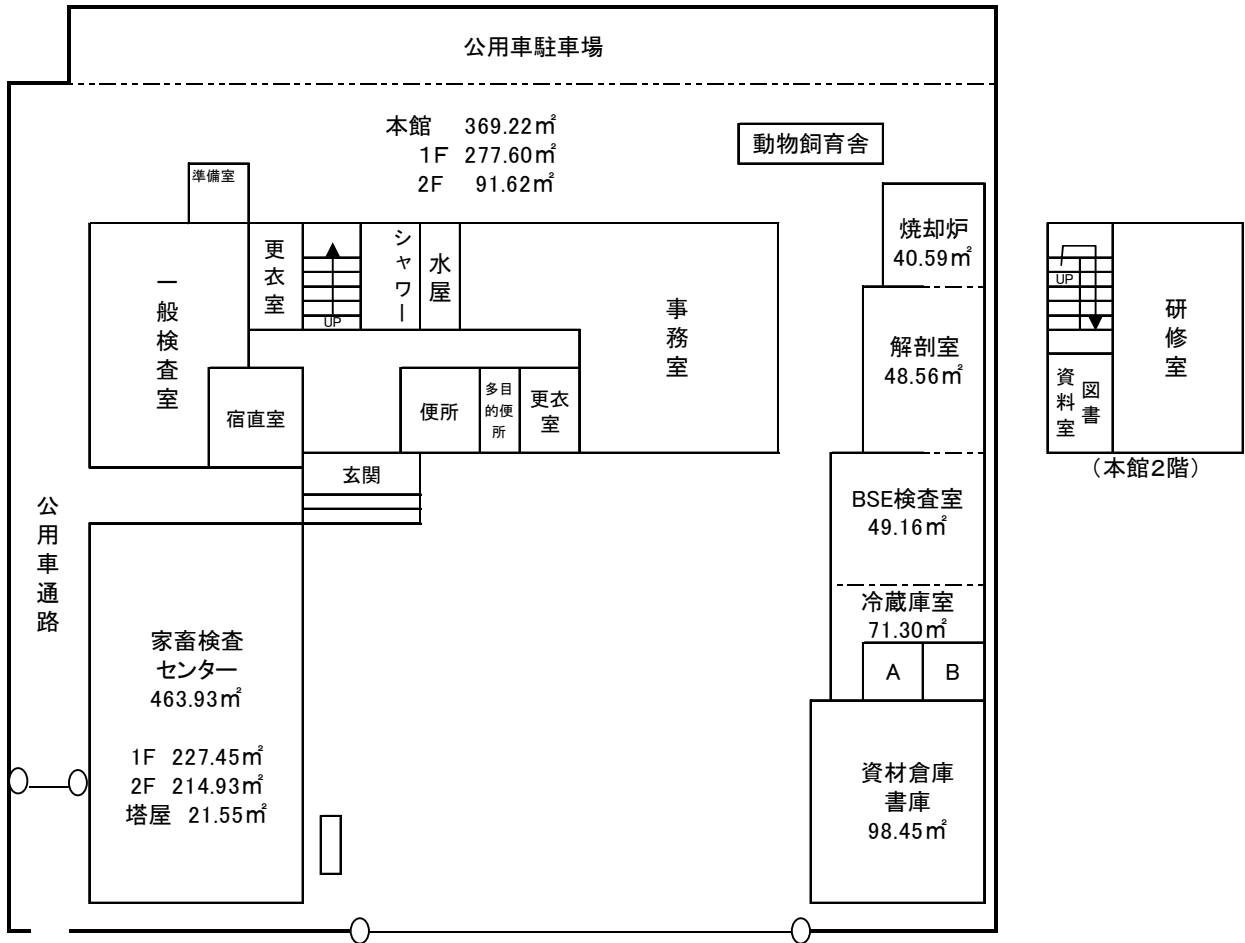 公用車駐車場
本館 369.22㎡
1F 277.60㎡
2F 91.62㎡
動物飼育舎
準備室
一般検査室
更衣室
UP
シャワー
水屋
事務室
宿直室
便所
多目的便所
更衣室
玄関
焼却炉
40.59㎡
解剖室
48.56㎡
BSE検査室
49.16㎡
冷蔵庫室
71.30㎡
A
B
資材倉庫
書庫
98.45㎡
UP
研修室
図書
資料室
（本館2階）
公用車通路
家畜検査
センター
463.93㎡
1F 227.45㎡
2F 214.93㎡
塔屋 21.55㎡